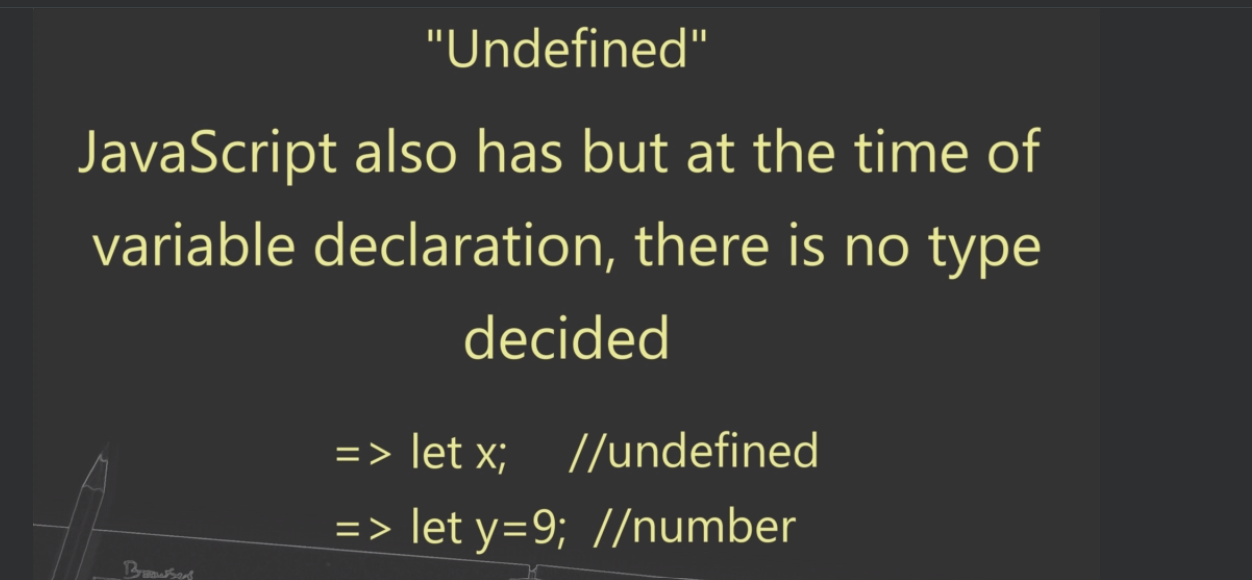 "Undefined"
JavaScript also has but at the time of
variable declaration, there is no type
decided
=> let x; //undefined
=> let y=9; //number
Browsers